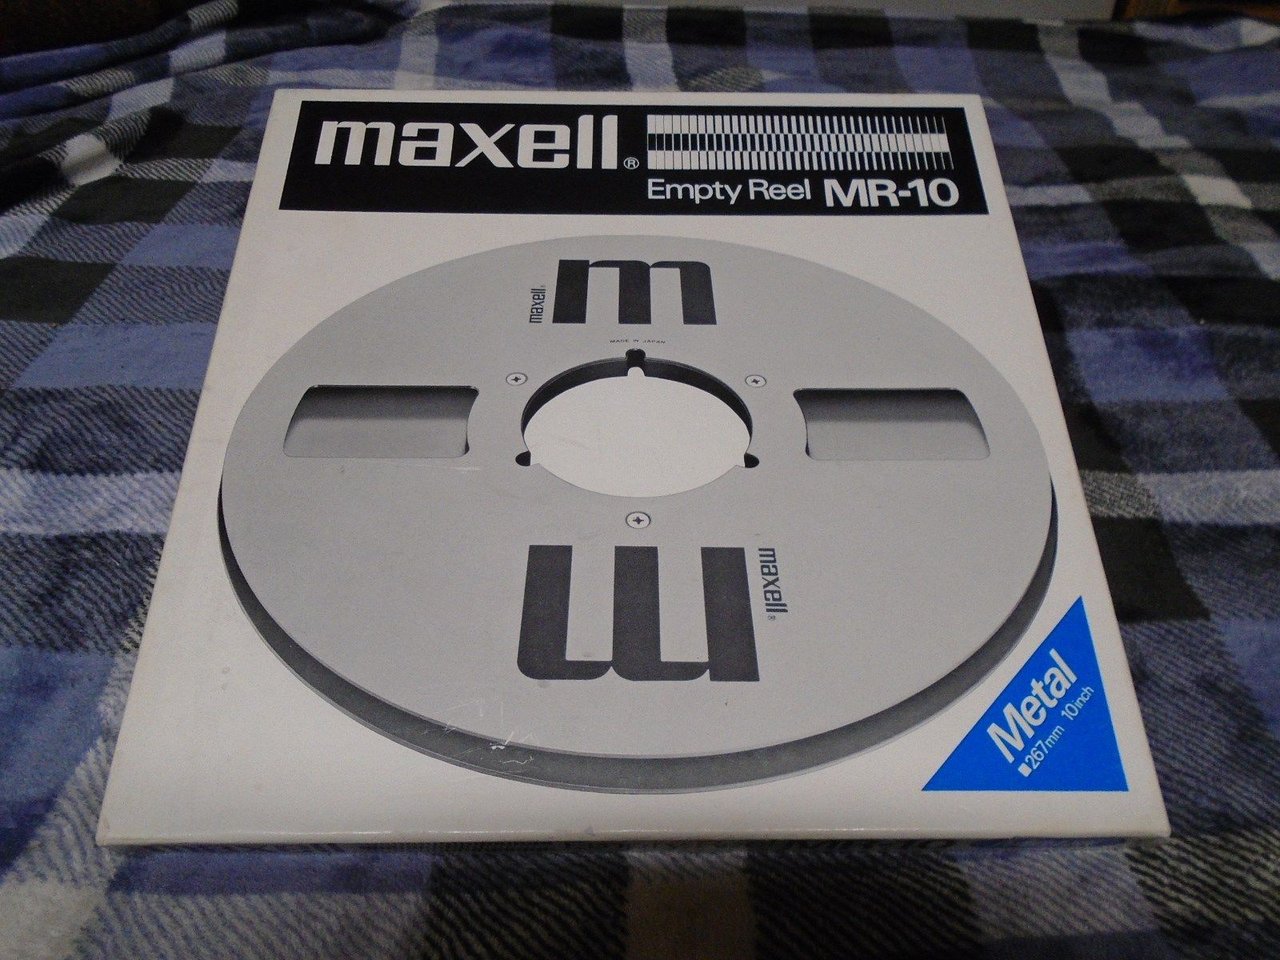 maxell®
Empty Reel MR-10
maxell®
m
MADE IN JAPAN
m
maxell®
Metal
■267mm 10inch